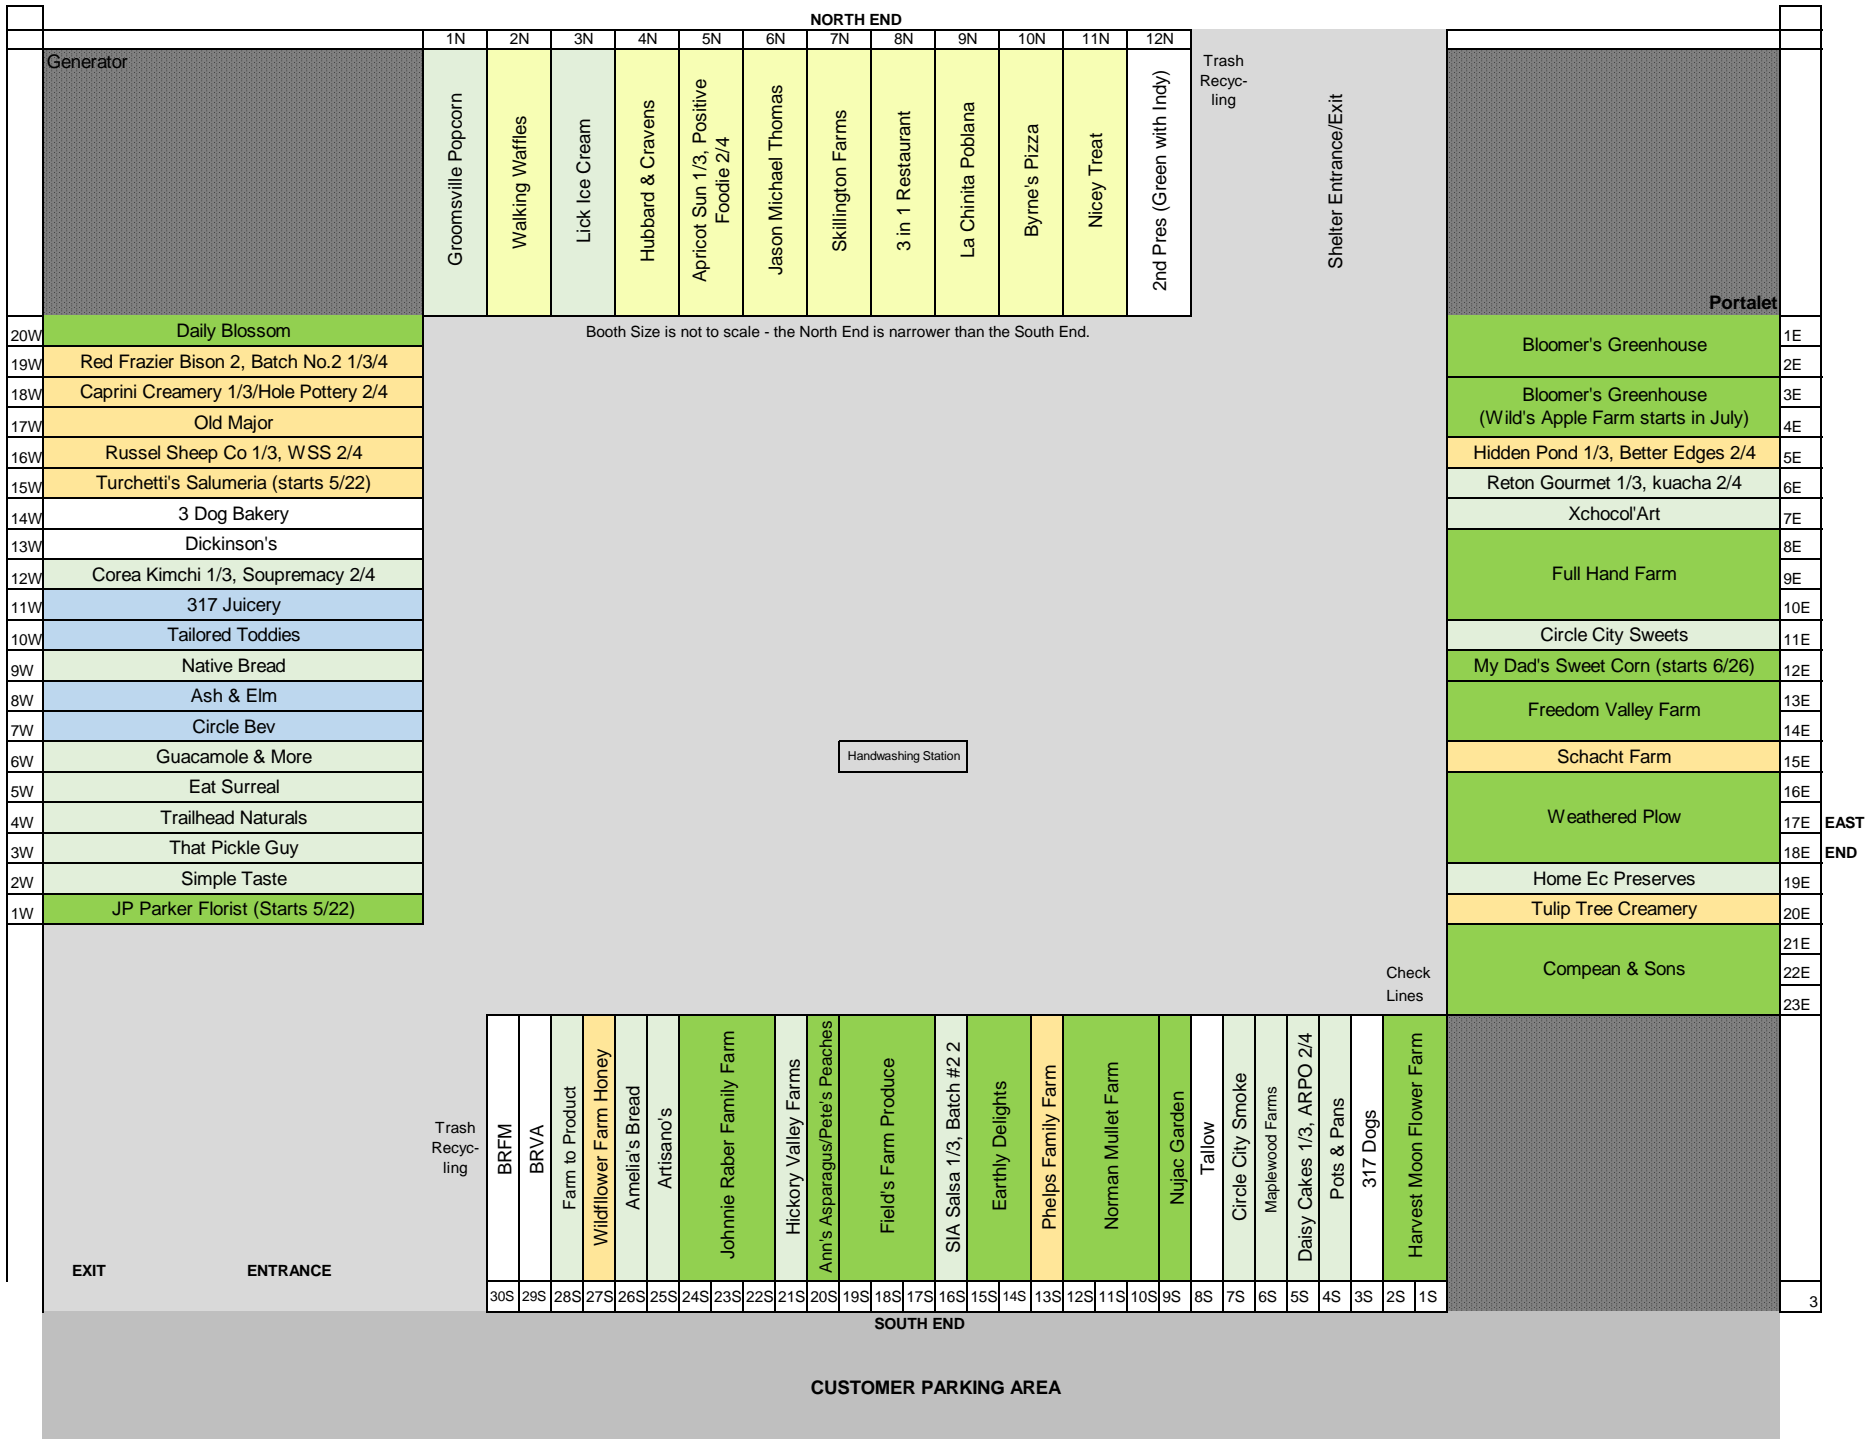 NORTH END
1N 2N 3N 4N 5N 6N 7N 8N 9N 10N 11N 12N
Generator
Groomsville Popcorn
Walking Waffles
Lick Ice Cream
Hubbard & Cravens
Apricot Sun 1/3, Positive
Foodie 2/4
Jason Michael Thomas
Skillington Farms
3 in 1 Restaurant
La Chinita Poblana
Byrne's Pizza
Nicey Treat
2nd Pres (Green with Indy)
Trash
Recyc-
ling
Shelter Entrance/Exit
Portalet
Booth Size is not to scale - the North End is narrower than the South End.
20W Daily Blossom
19W Red Frazier Bison 2, Batch No.2 1/3/4
18W Caprini Creamery 1/3/Hole Pottery 2/4
17W Old Major
16W Russel Sheep Co 1/3, WSS 2/4
15W Turchetti's Salumeria (starts 5/22)
14W 3 Dog Bakery
13W Dickinson's
12W Corea Kimchi 1/3, Soupremacy 2/4
11W 317 Juicery
10W Tailored Toddies
9W Native Bread
8W Ash & Elm
7W Circle Bev
6W Guacamole & More
5W Eat Surreal
4W Trailhead Naturals
3W That Pickle Guy
2W Simple Taste
1W JP Parker Florist (Starts 5/22)
Handwashing Station
Bloomer's Greenhouse
1E
2E
Bloomer's Greenhouse
(Wild's Apple Farm starts in July)
3E
4E
Hidden Pond 1/3, Better Edges 2/4 5E
Reton Gourmet 1/3, kuacha 2/4 6E
Xchocol'Art 7E
Full Hand Farm
8E
9E
10E
Circle City Sweets 11E
My Dad's Sweet Corn (starts 6/26) 12E
Freedom Valley Farm
13E
14E
Schacht Farm 15E
Weathered Plow
16E
17E
18E
EAST
END
Home Ec Preserves 19E
Tulip Tree Creamery 20E
Compean & Sons
21E
22E
23E
Check
Lines
Trash
Recyc-
ling
BRFM
BRVA
Farm to Product
Wildflower Farm Honey
Amelia's Bread
Artisano's
Johnnie Raber Family Farm
Hickory Valley Farms
Ann's Asparagus/Pete's Peaches
Field's Farm Produce
SIA Salsa 1/3, Batch #2 2
Earthly Delights
Phelps Family Farm
Norman Mullet Farm
Nujac Garden
Tallow
Circle City Smoke
Maplewood Farms
Daisy Cakes 1/3, ARPO 2/4
Pots & Pans
317 Dogs
Harvest Moon Flower Farm
EXIT ENTRANCE
30S 29S 28S 27S 26S 25S 24S 23S 22S 21S 20S 19S 18S 17S 16S 15S 14S 13S 12S 11S 10S 9S 8S 7S 6S 5S 4S 3S 2S 1S
3
SOUTH END
CUSTOMER PARKING AREA